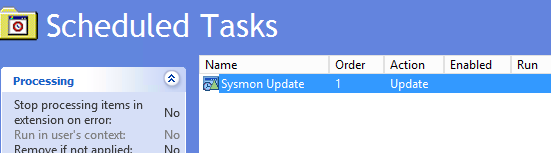 Scheduled Tasks
Name Order Action Enabled Run
Sysmon Update 1 Update
Processing
Stop processing items in extension on error: No
Run in user's context: No
Remove if not applied: No